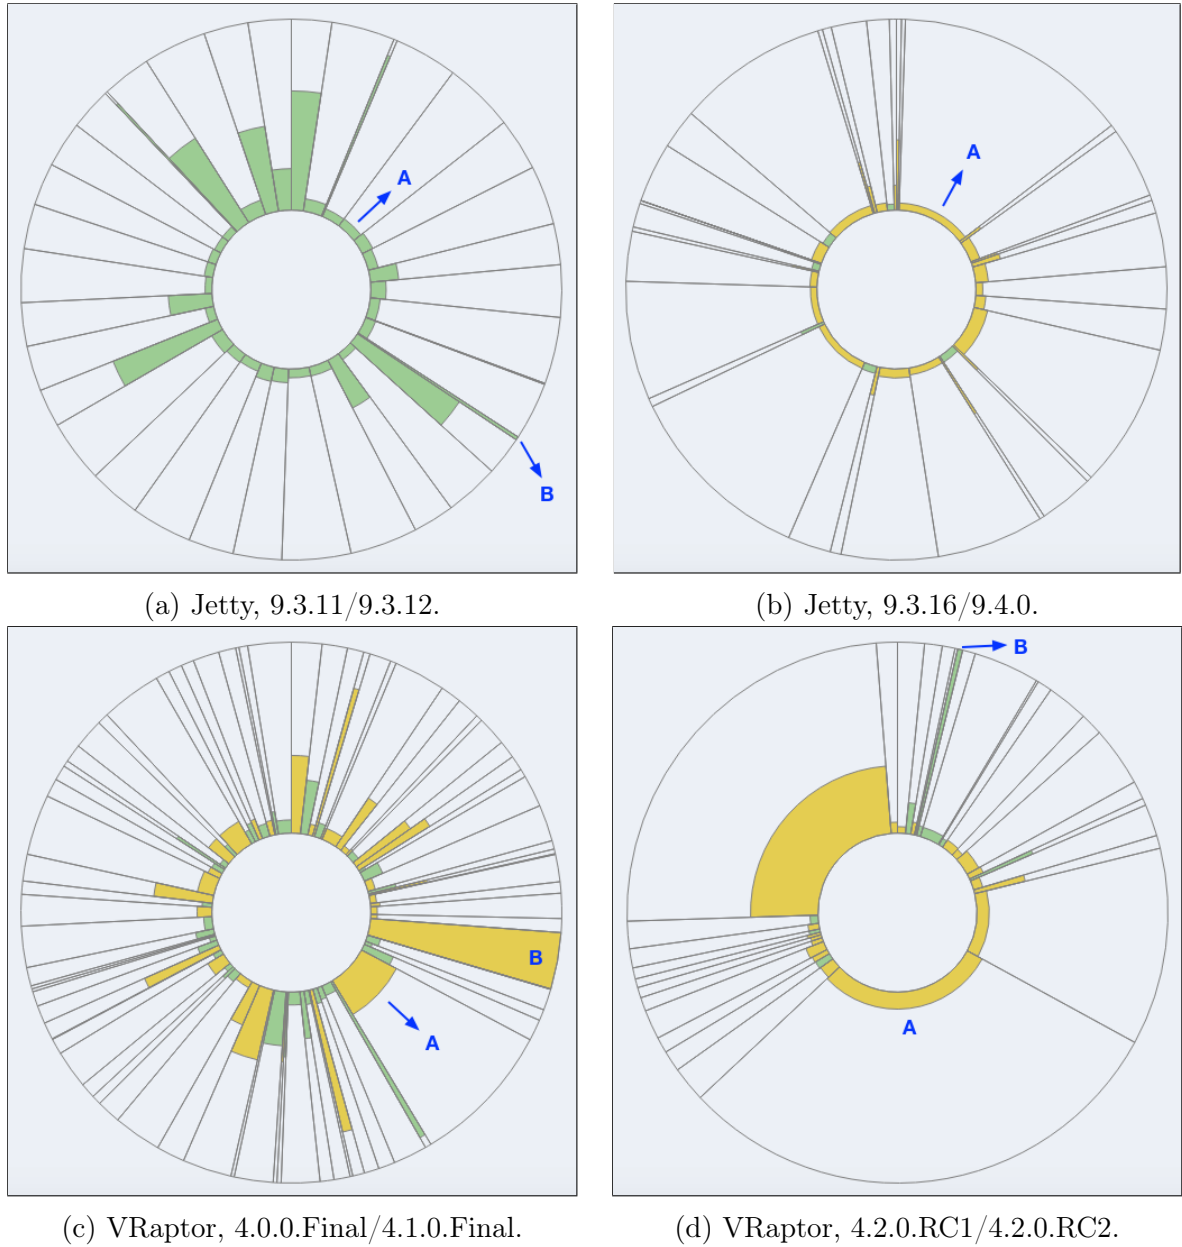 A
B
A
(a) Jetty, 9.3.11/9.3.12.
(b) Jetty, 9.3.16/9.4.0.
B
A
B
A
(c) VRaptor, 4.0.0.Final/4.1.0.Final.
(d) VRaptor, 4.2.0.RC1/4.2.0.RC2.